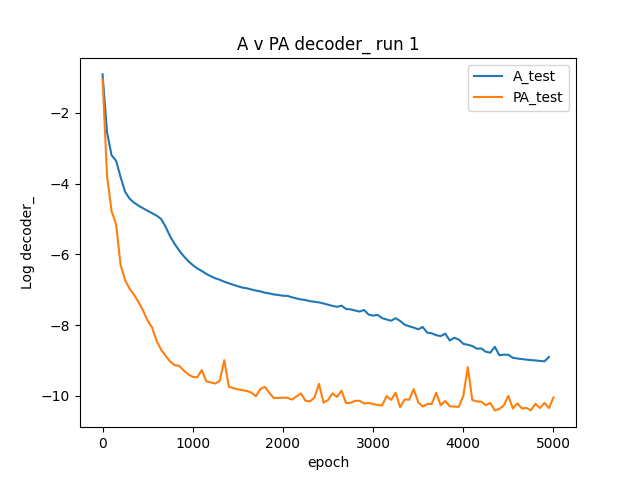 A v PA decoder_ run 1
A_test
PA_test
Log decoder_
−2
−4
−6
−8
−10
0
1000
2000
3000
4000
5000
epoch